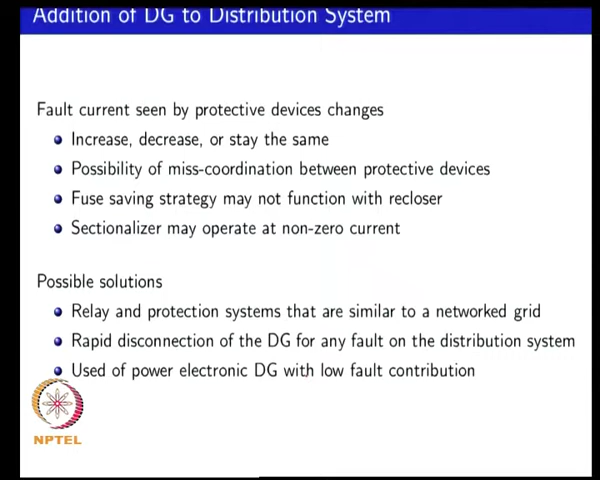 Addition of DG to Distribution System
Fault current seen by protective devices changes
Increase, decrease, or stay the same
Possibility of miss-coordination between protective devices
Fuse saving strategy may not function with recloser
Sectionalizer may operate at non-zero current
Possible solutions
Relay and protection systems that are similar to a networked grid
Rapid disconnection of the DG for any fault on the distribution system
Used of power electronic DG with low fault contribution
NPTEL